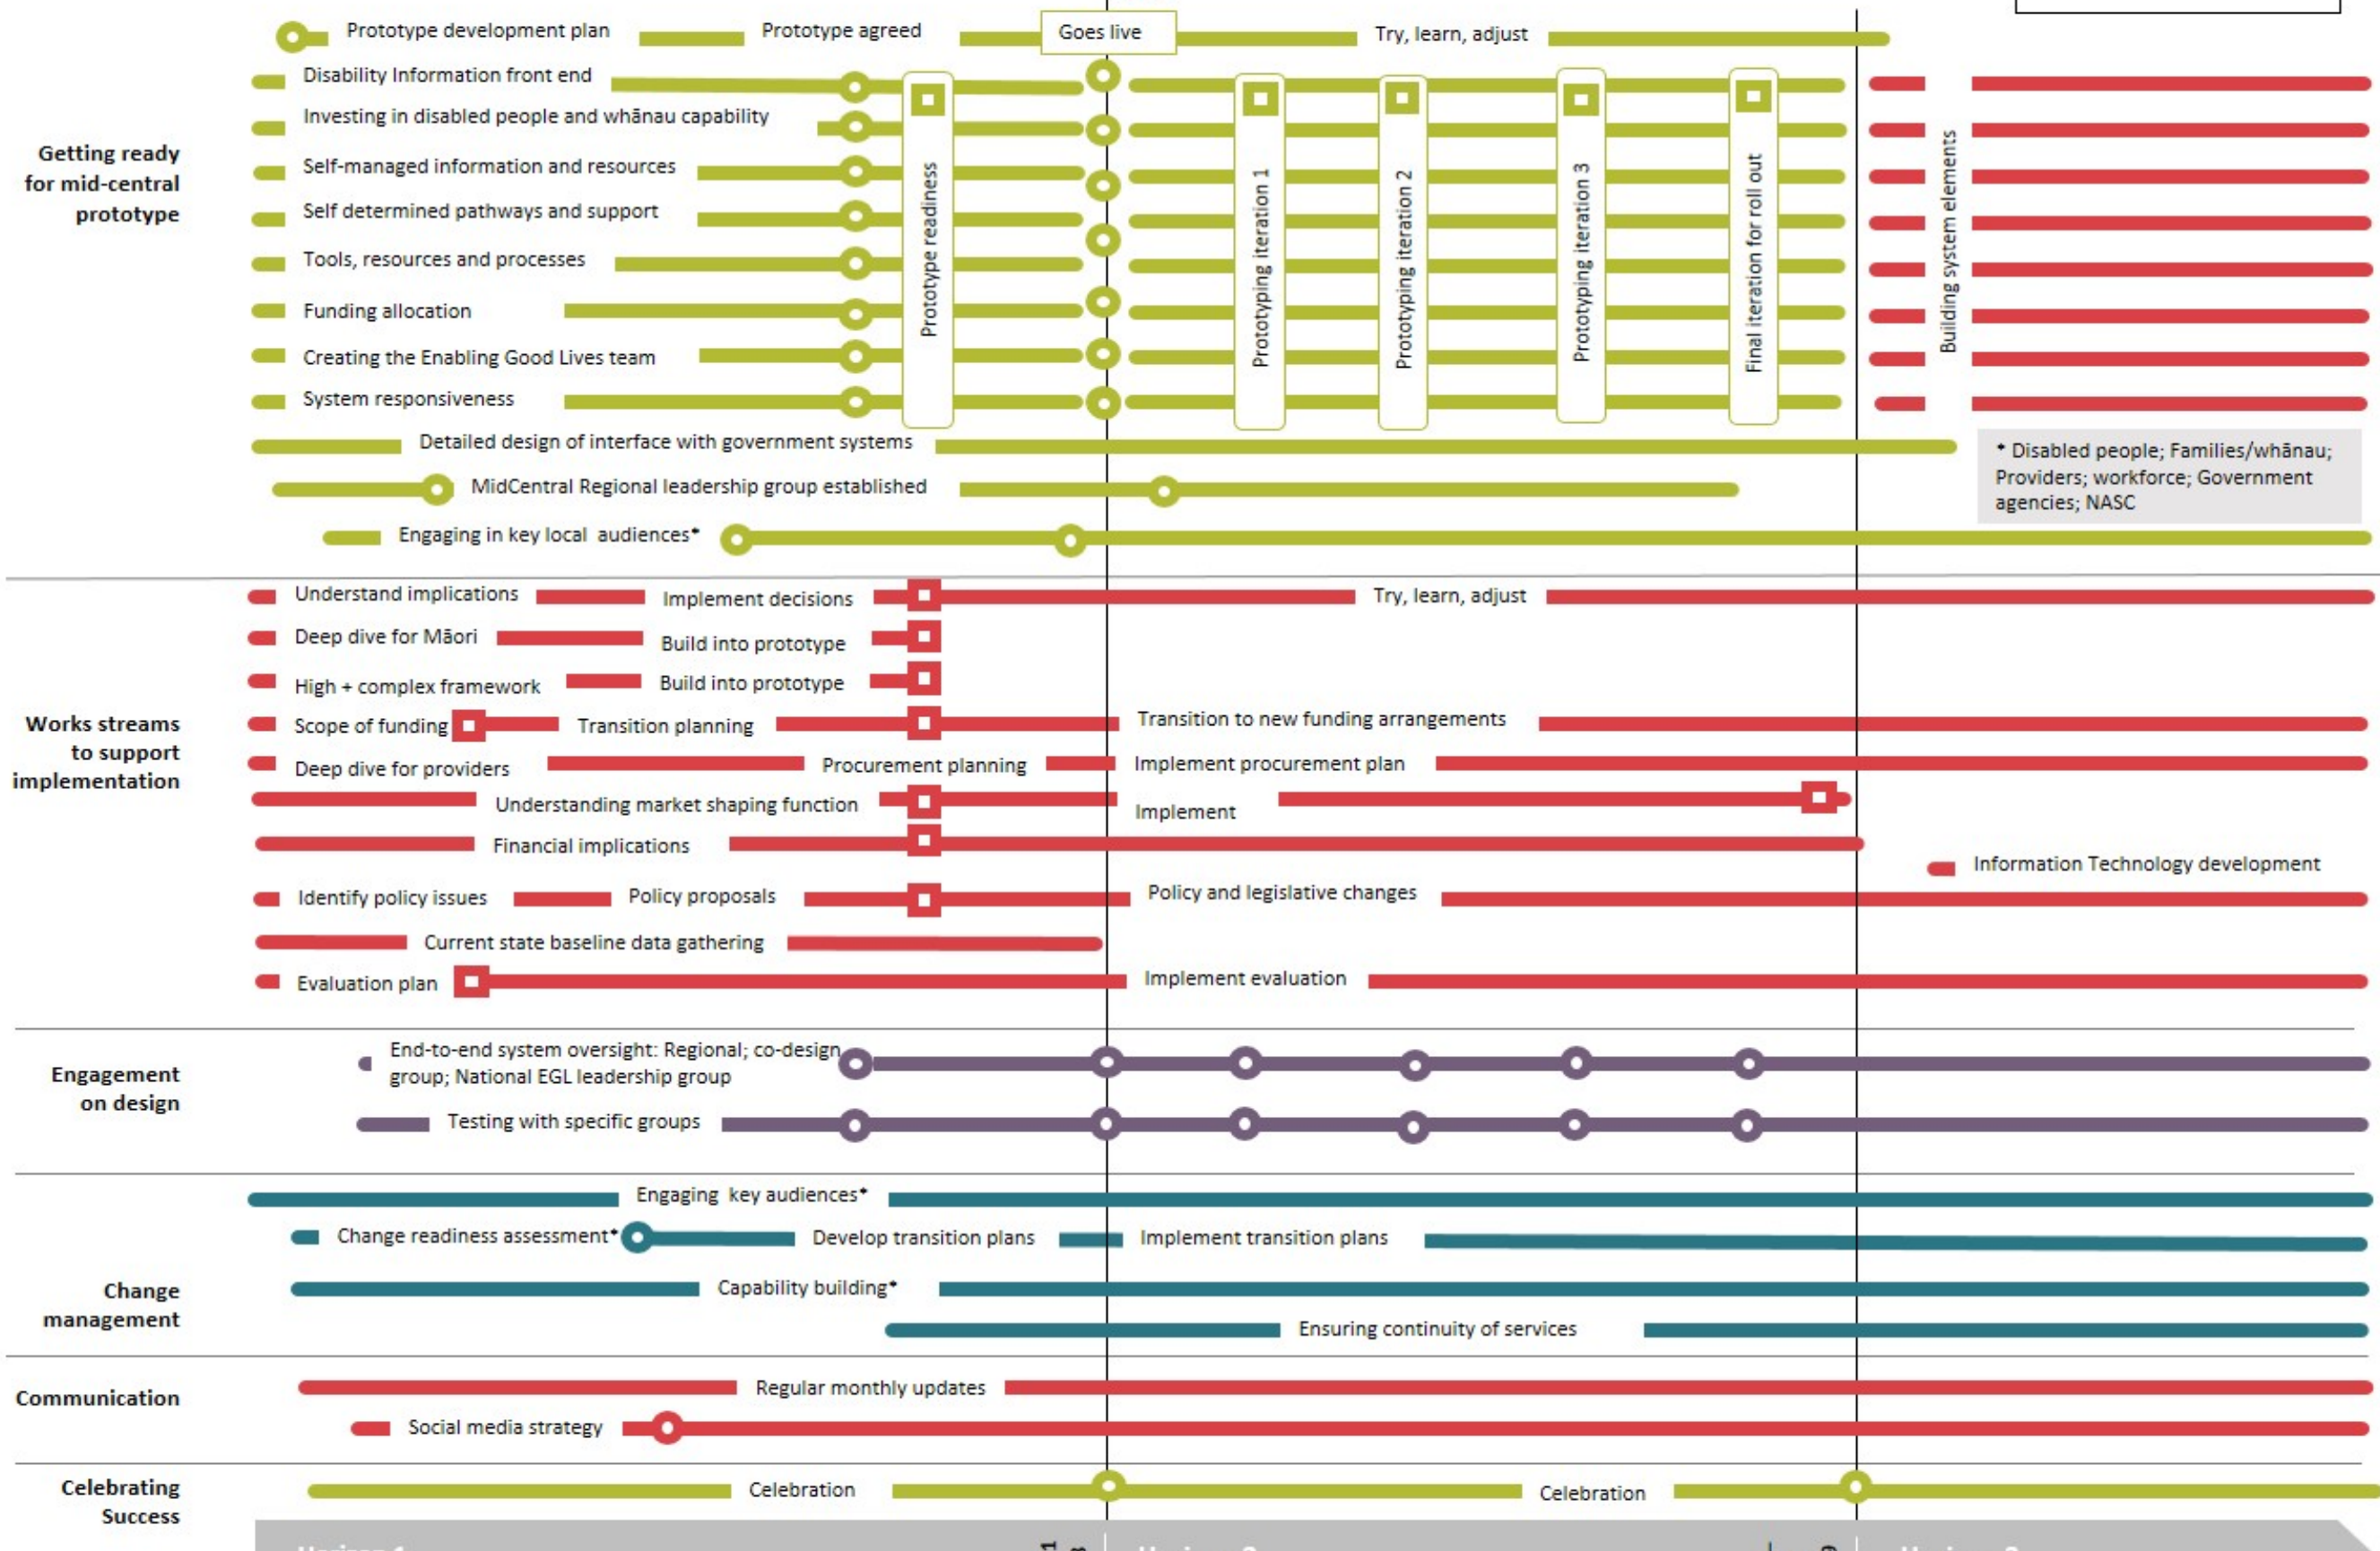 Prototype development plan
Prototype agreed
Goes live
Try, learn, adjust
Getting ready
for mid-central
prototype
Disability Information front end
Investing in disabled people and whānau capability
Self-managed information and resources
Self determined pathways and support
Tools, resources and processes
Funding allocation
Creating the Enabling Good Lives team
System responsiveness
Prototype readiness
Prototyping iteration 1
Prototyping iteration 2
Prototyping iteration 3
Final iteration for roll out
Building system elements
Detailed design of interface with government systems
MidCentral Regional leadership group established
Engaging in key local audiences*
* Disabled people; Families/whānau;
Providers; workforce; Government
agencies; NASC
Works streams
to support
implementation
Understand implications
Implement decisions
Try, learn, adjust
Deep dive for Māori
Build into prototype
High + complex framework
Build into prototype
Scope of funding
Transition planning
Transition to new funding arrangements
Deep dive for providers
Procurement planning
Implement procurement plan
Understanding market shaping function
Implement
Financial implications
Information Technology development
Identify policy issues
Policy proposals
Policy and legislative changes
Current state baseline data gathering
Evaluation plan
Implement evaluation
Engagement
on design
End-to-end system oversight: Regional; co-design
group; National EGL leadership group
Testing with specific groups
Change
management
Engaging key audiences*
Change readiness assessment*
Develop transition plans
Implement transition plans
Capability building*
Ensuring continuity of services
Communication
Regular monthly updates
Social media strategy
Celebrating
Success
Celebration
Celebration